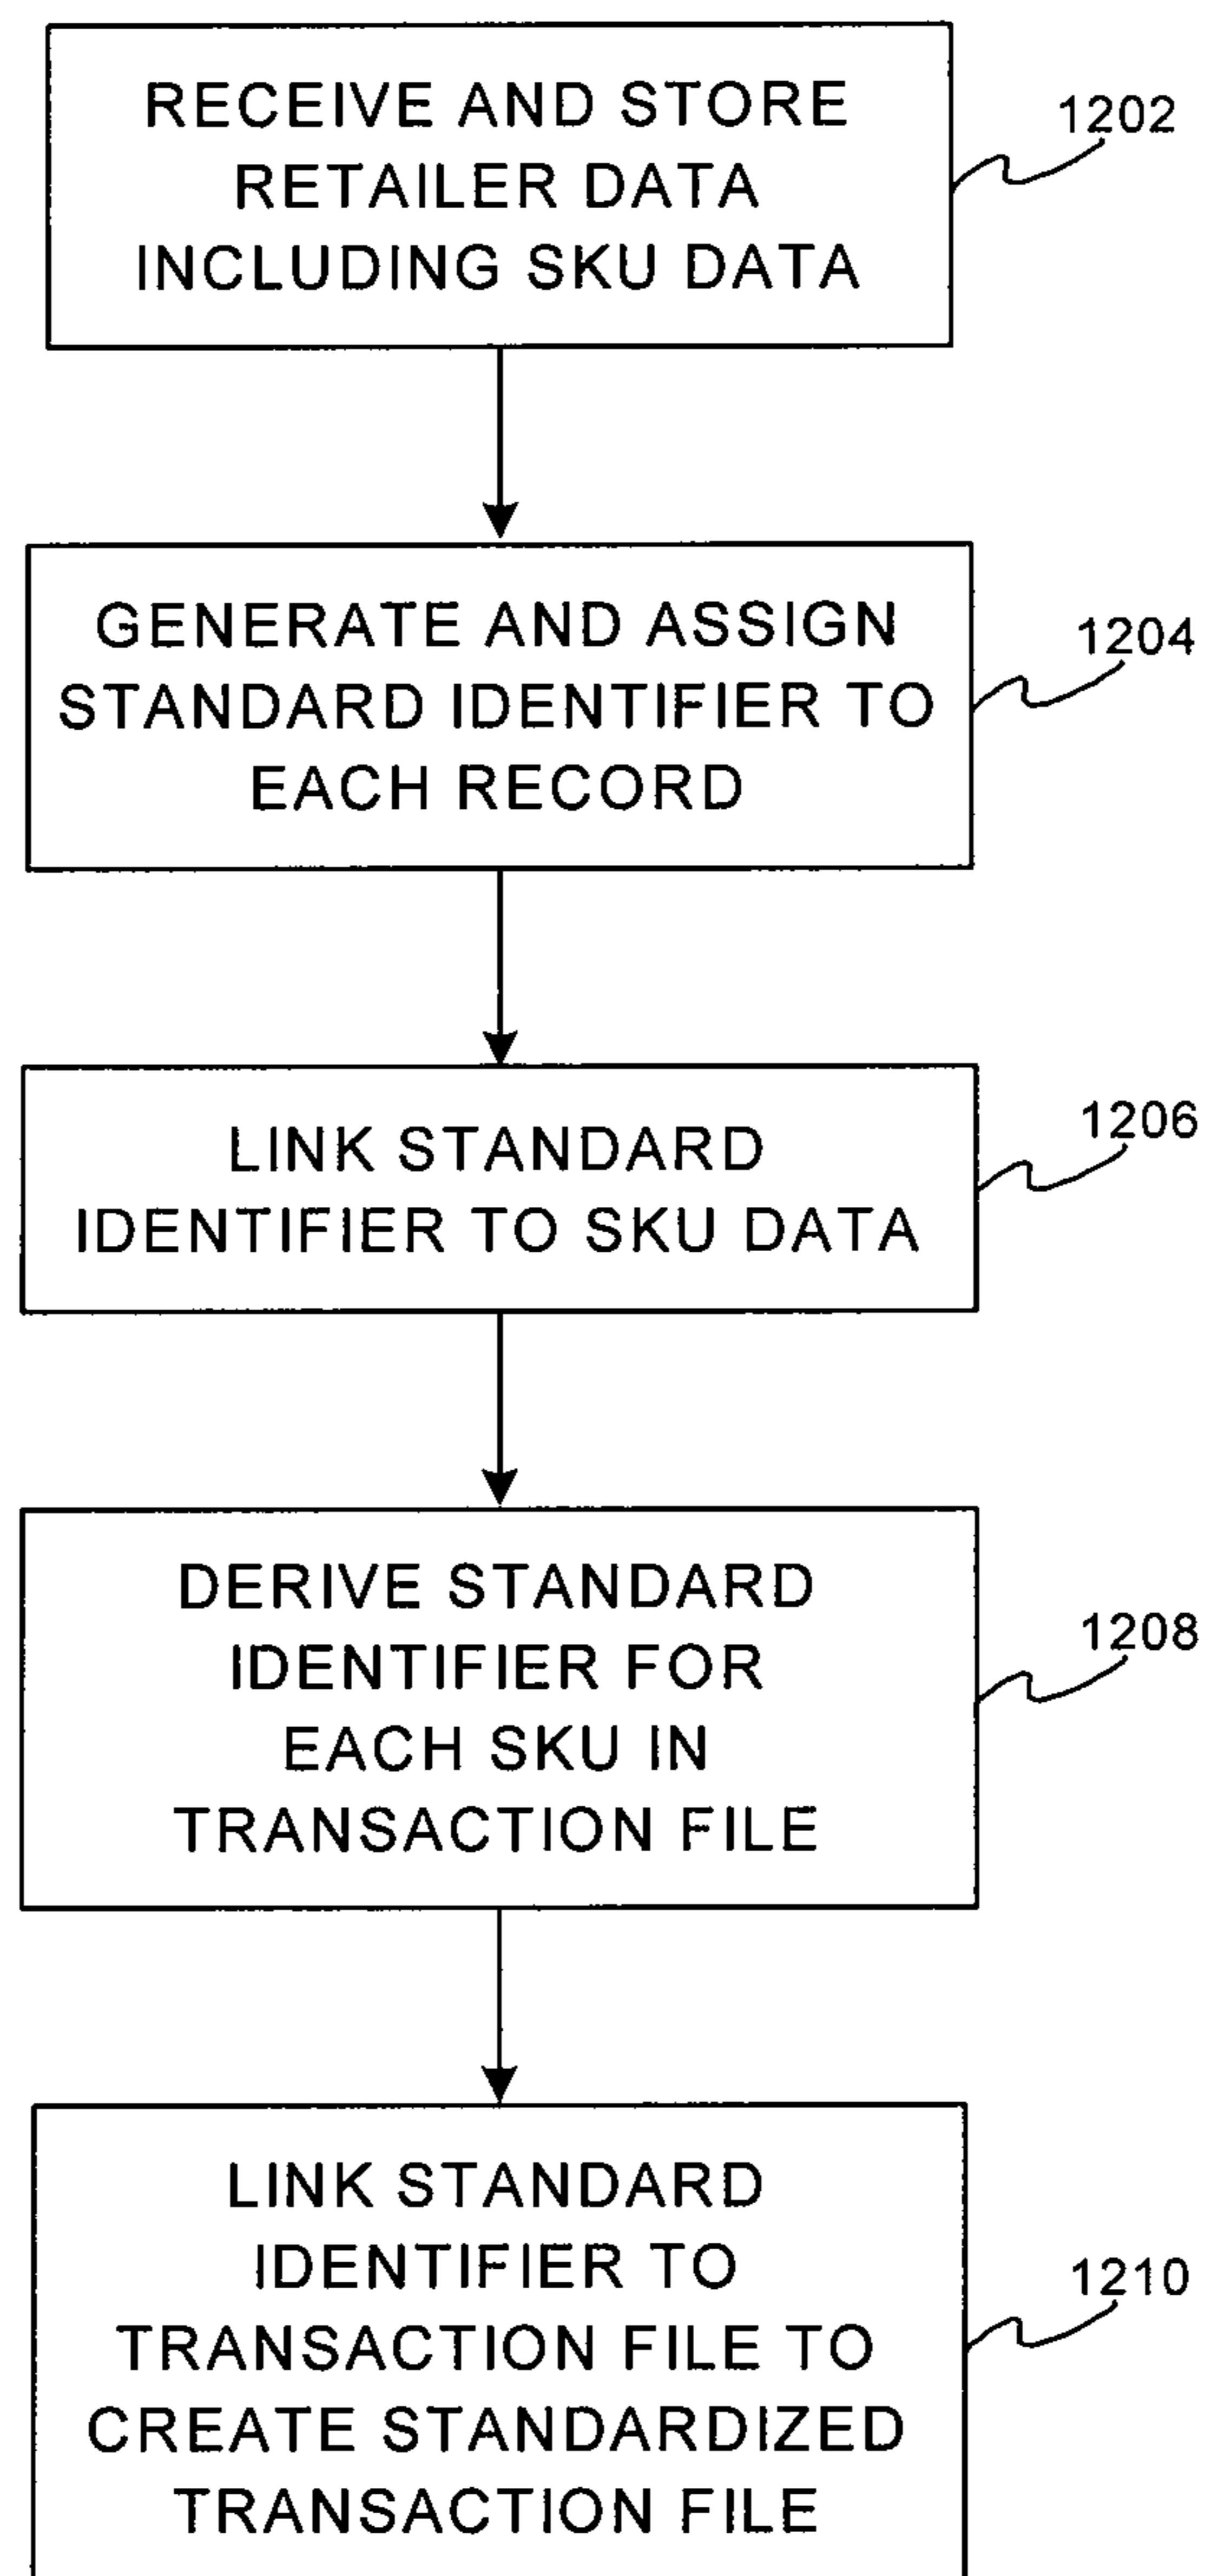 RECEIVE AND STORE
RETAILER DATA
INCLUDING SKU DATA
1202
GENERATE AND ASSIGN
STANDARD IDENTIFIER TO
EACH RECORD
1204
LINK STANDARD
IDENTIFIER TO SKU DATA
1206
DERIVE STANDARD
IDENTIFIER FOR
EACH SKU IN
TRANSACTION FILE
1208
LINK STANDARD
IDENTIFIER TO
TRANSACTION FILE TO
CREATE STANDARDIZED
TRANSACTION FILE
1210